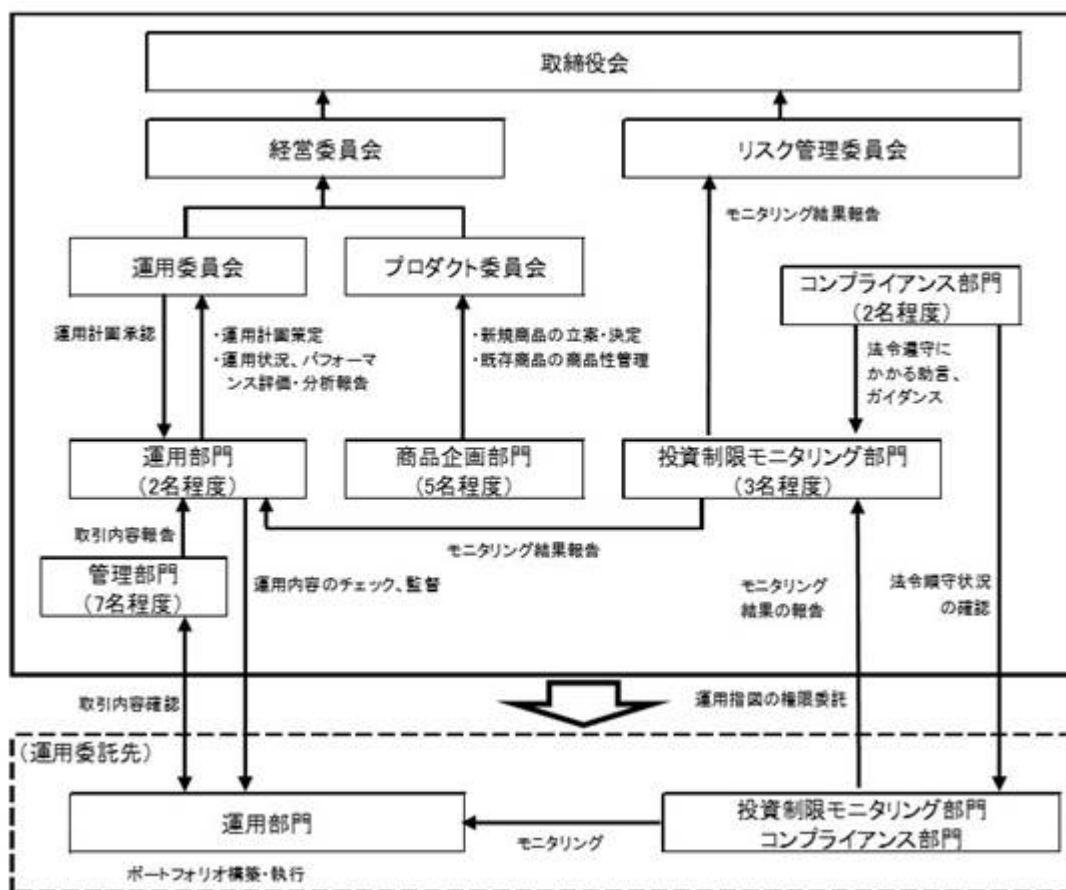 取締役会
経営委員会
リスク管理委員会
モニタリング結果報告
運用委員会
プロダクト委員会
コンプライアンス部門
(2名程度)
運用計画承認
・運用計画策定
・運用状況、パフォーマ
ンス評価・分析報告
・新規商品の立案・決定
・既存商品の商品性管理
法令遵守に
かかる助言、
ガイダンス
運用部門
(2名程度)
商品企画部門
(5名程度)
投資制限モニタリング部門
(3名程度)
取引内容報告
モニタリング結果報告
管理部門
(7名程度)
運用内容のチェック、監督
モニタリング
結果の報告
法令順守状況
の確認
取引内容確認
運用指図の権限委託
(運用委託先)
運用部門
モニタリング
投資制限モニタリング部門
コンプライアンス部門
ポートフォリオ構築・執行